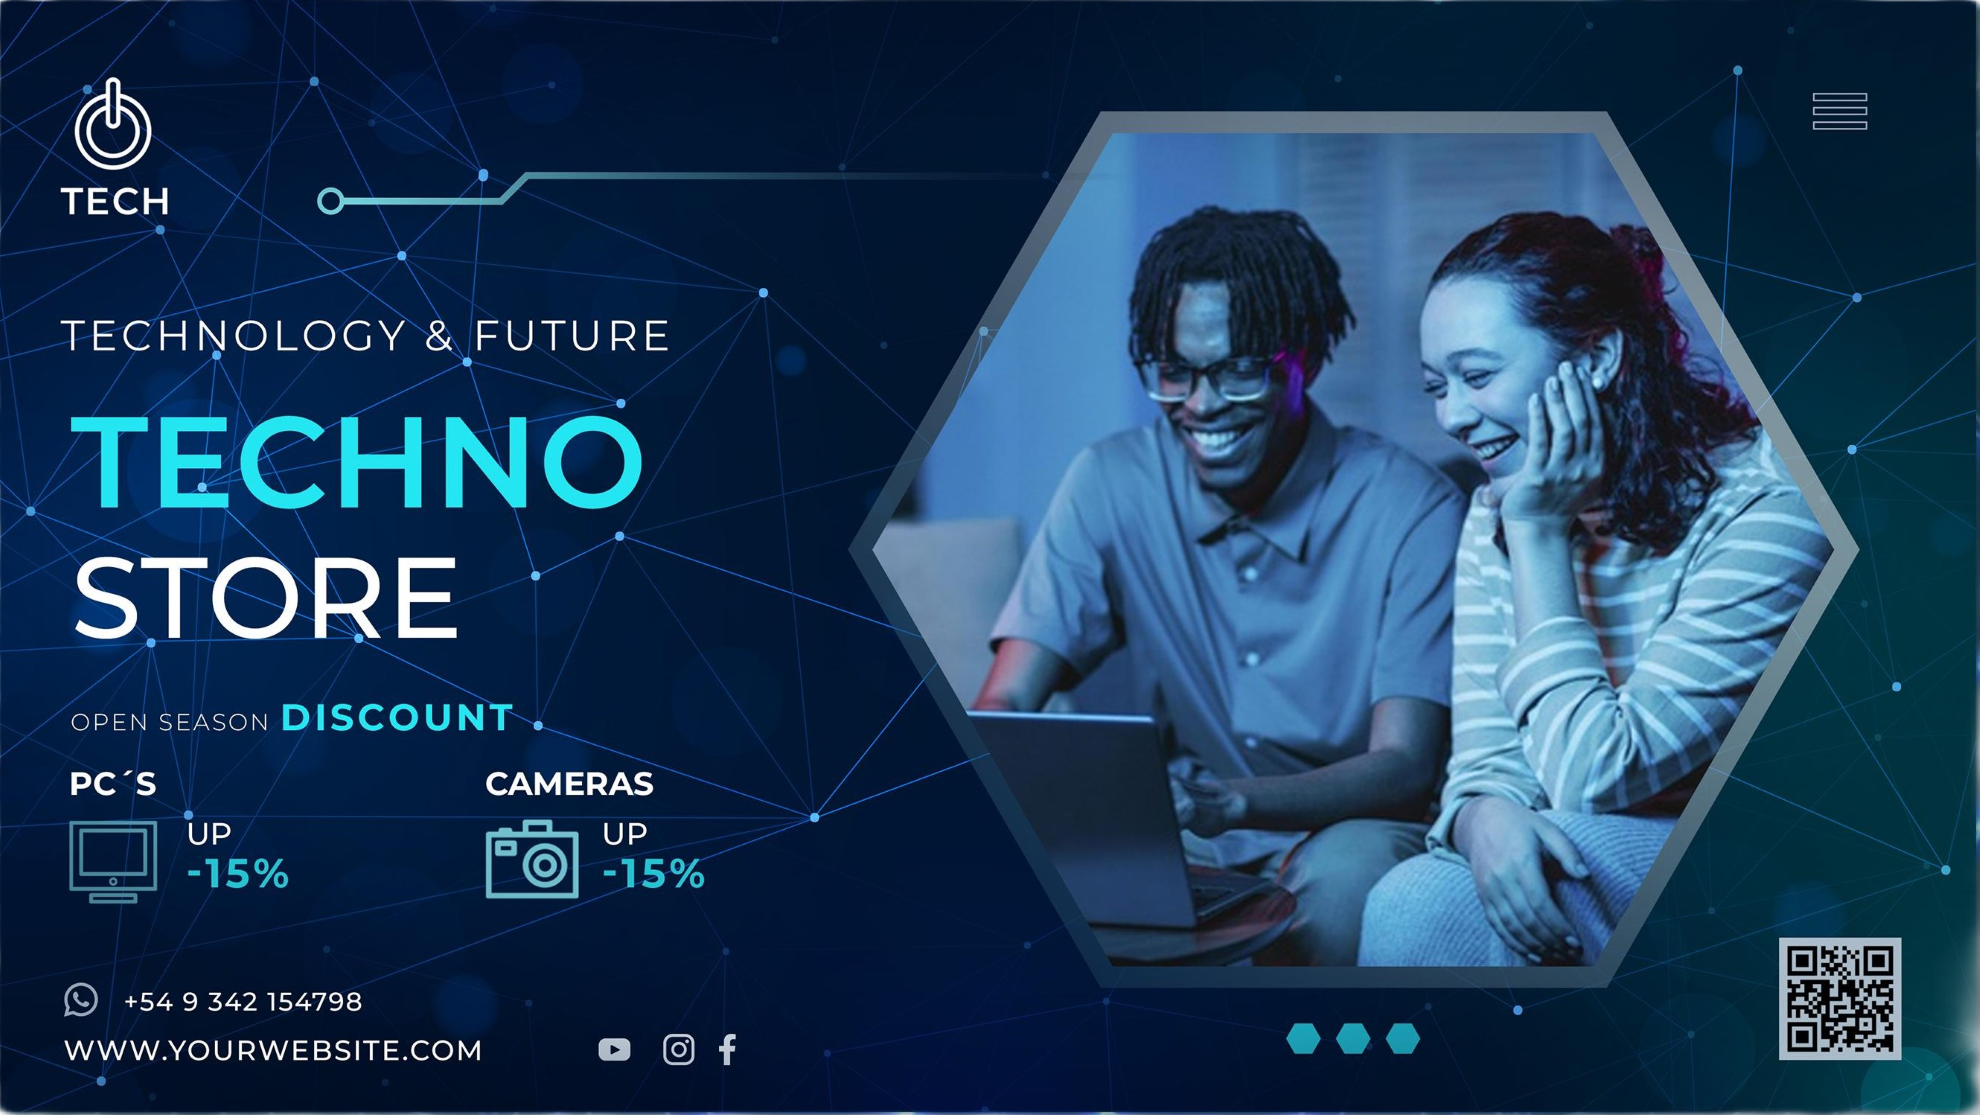 TECH
TECHNOLOGY & FUTURE
TECHNO
STORE
OPEN SEASON DISCOUNT
PC´S
UP
-15%
CAMERAS
UP
-15%
+54 9 342 154798
WWW.YOURWEBSITE.COM